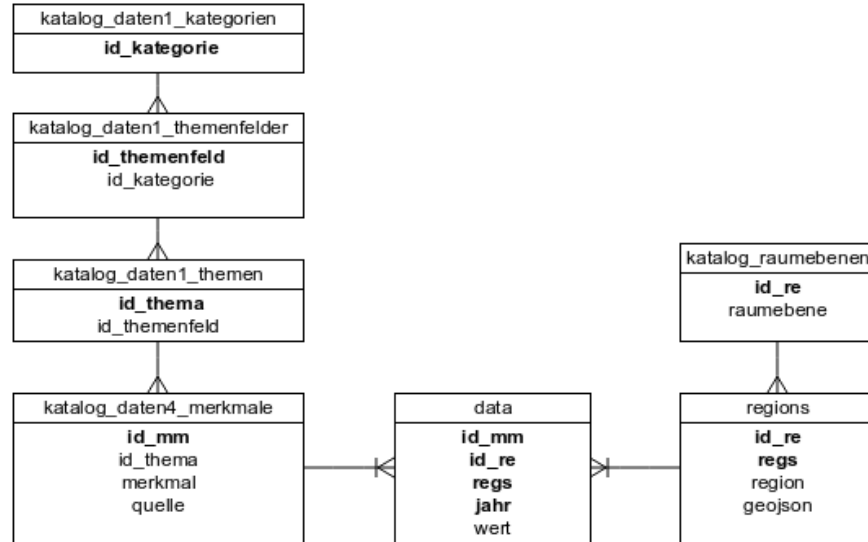 katalog_daten1_kategorien
id_kategorie
katalog_daten1_themenfelder
id_themenfeld
id_kategorie
katalog_daten1_themen
id_thema
id_themenfeld
katalog_daten4_merkmale
id_mm
id_thema
merkmal
quelle
data
id_mm
id_re
regs
jahr
wert
katalog_raumebenen
id_re
raumebene
regions
id_re
regs
region
geojson